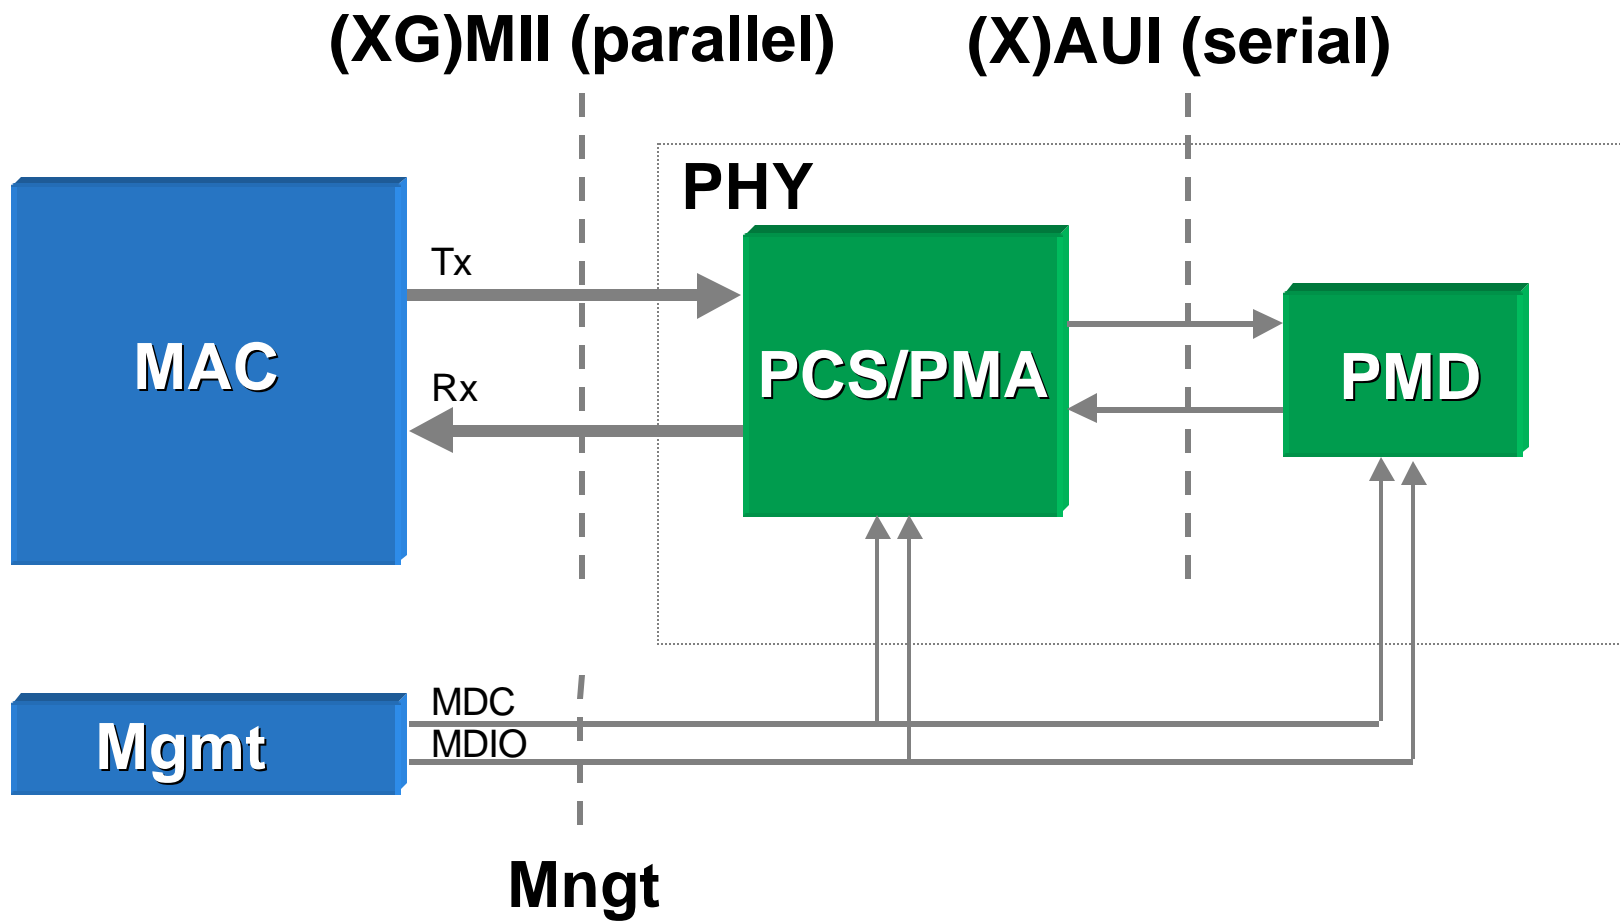 (XG)MII (parallel)
(X)AUI (serial)
PHY
Tx
MAC
Rx
PCS/PMA
PMD
MDC
Mgmt
MDIO
Mngt